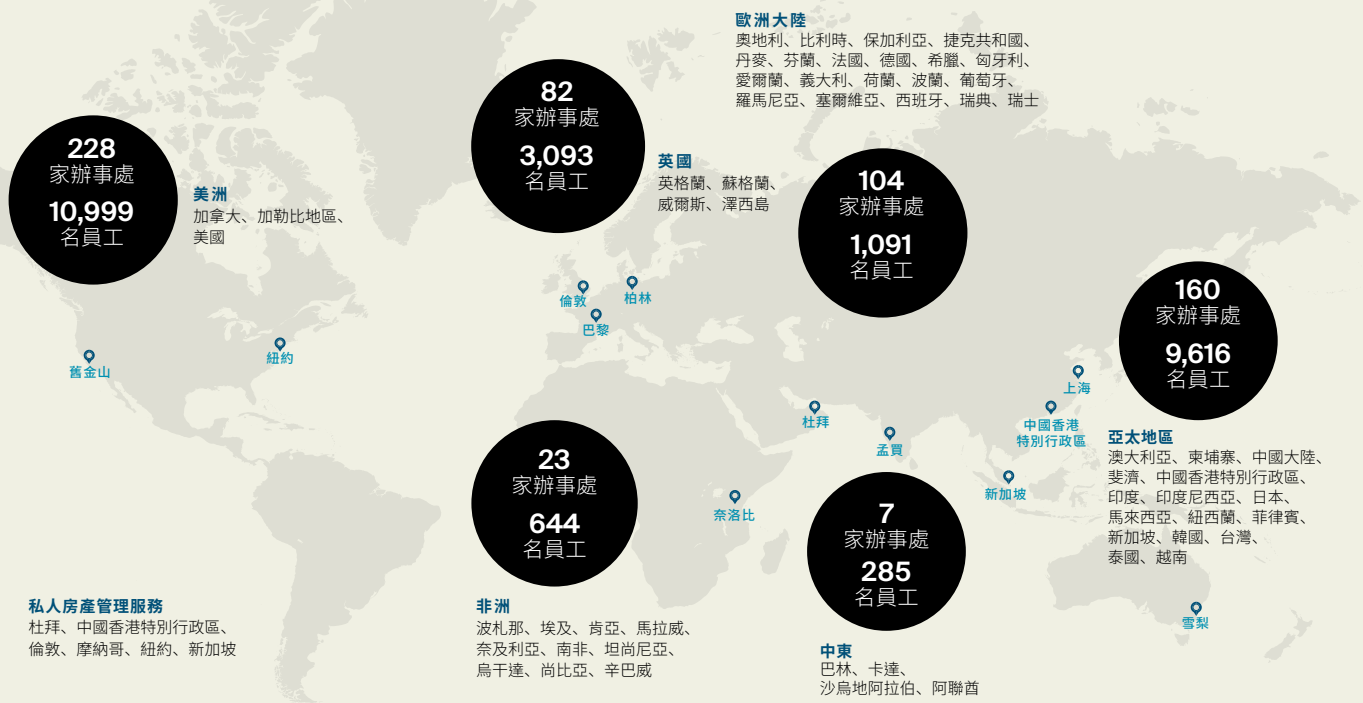 歐洲大陸
奧地利、比利時、保加利亞、捷克共和國、
丹麥、芬蘭、法國、德國、希臘、匈牙利、
愛爾蘭、義大利、荷蘭、波蘭、葡萄牙、
羅馬尼亞、塞爾維亞、西班牙、瑞典、瑞士
82
家辦事處
3,093
名員工
英國
英格蘭、蘇格蘭、
威爾斯、澤西島
228
家辦事處
10,999
名員工
美洲
加拿大、加勒比地區、
美國
104
家辦事處
1,091
名員工
倫敦
柏林
巴黎
舊金山
紐約
160
家辦事處
9,616
名員工
上海
杜拜
孟買
中國香港
特別行政區
新加坡
奈洛比
亞太地區
澳大利亞、柬埔寨、中國大陸、
斐濟、中國香港特別行政區、
印度、印度尼西亞、日本、
馬來西亞、紐西蘭、菲律賓、
新加坡、韓國、台灣、
泰國、越南
23
家辦事處
644
名員工
7
家辦事處
285
名員工
雪梨
私人房產管理服務
杜拜、中國香港特別行政區、
倫敦、摩納哥、紐約、新加坡
非洲
波札那、埃及、肯亞、馬拉威、
奈及利亞、南非、坦尚尼亞、
烏干達、尚比亞、辛巴威
中東
巴林、卡達、
沙烏地阿拉伯、阿聯酋